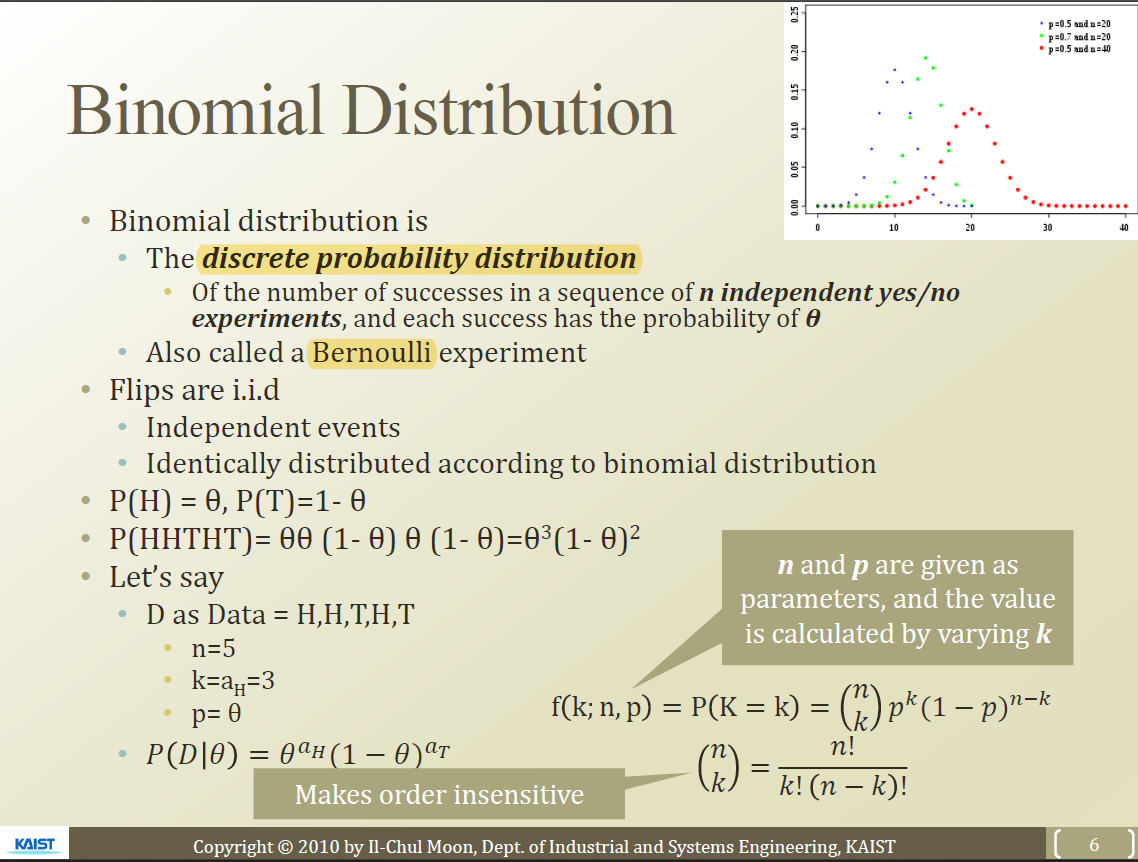 0.25
0.20
0.15
0.10
0.05
0.00
0 10 20 30 40
p=0.5 and n=20
p=0.7 and n=20
p=0.5 and n=40
Binomial Distribution
• Binomial distribution is
• The discrete probability distribution
• Of the number of successes in a sequence of n independent yes/no
experiments, and each success has the probability of θ
• Also called a Bernoulli experiment
• Flips are i.i.d
• Independent events
• Identically distributed according to binomial distribution
• P(H) = θ, P(T)=1- θ
• P(HHTHT)= θθ (1- θ) θ (1- θ)=θ³(1- θ)²
• Let's say
• D as Data = H,H,T,H,T
• n=5
• k=a_H=3
• p= θ
• P(D|θ) = θ^{a_H}(1 − θ)^{a_T}
Makes order insensitive
n and p are given as
parameters, and the value
is calculated by varying k
f(k; n, p) = P(K = k) = \binom{n}{k} p^k (1 − p)^{n−k}
\binom{n}{k} = \frac{n!}{k! (n − k)!}
KAIST
Copyright © 2010 by Il-Chul Moon, Dept. of Industrial and Systems Engineering, KAIST
6